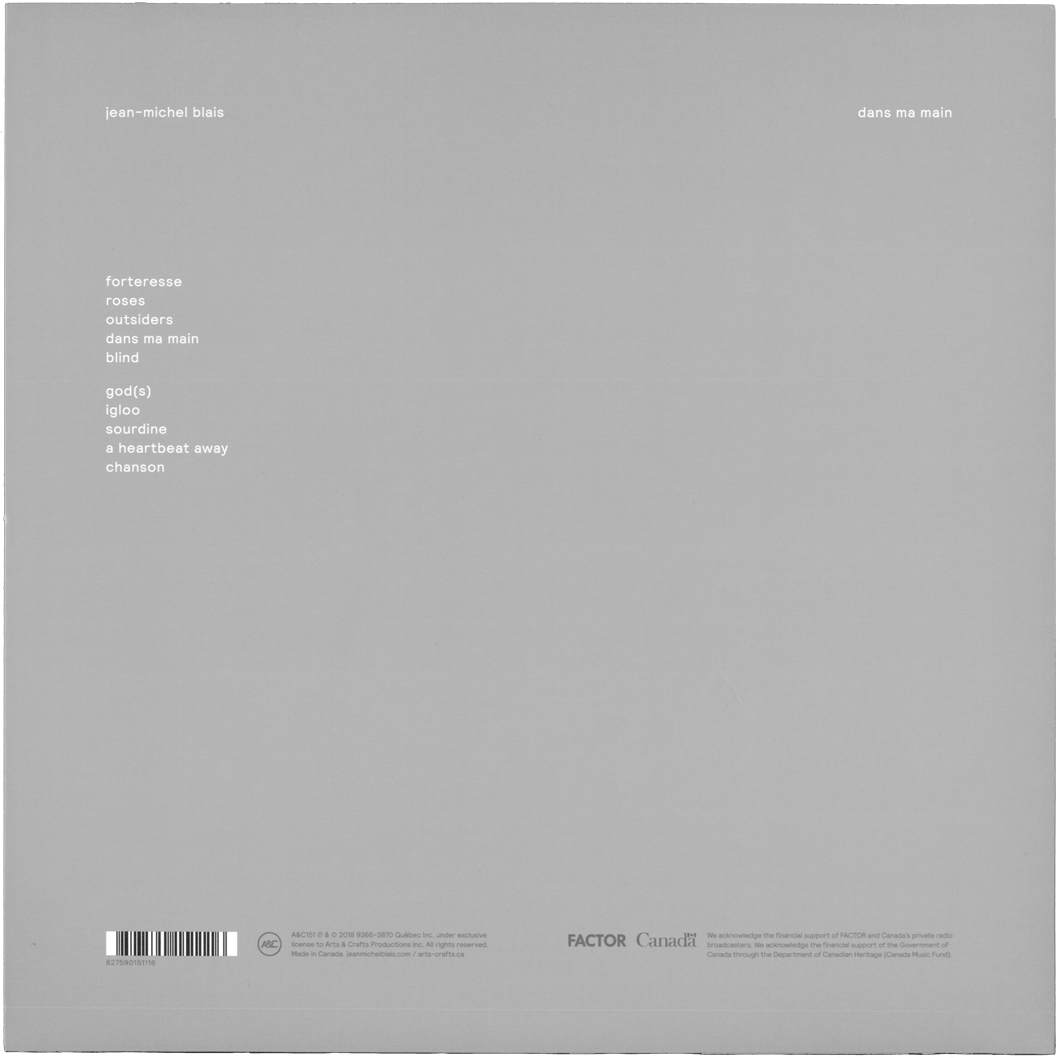 jean-michel blais
dans ma main
forteresse
roses
outsiders
dans ma main
blind
god(s)
igloo
sourdine
a heartbeat away
chanson
827590151116
A&C
A&C151 ℗ & © 2018 9366-3870 Québec Inc. under exclusive
license to Arts & Crafts Productions Inc. All rights reserved.
Made in Canada. jeanmichelblais.com / arts-crafts.ca
FACTOR
Canada
We acknowledge the financial support of FACTOR and Canada's private radio
broadcasters. We acknowledge the financial support of the Government of
Canada through the Department of Canadian Heritage (Canada Music Fund).